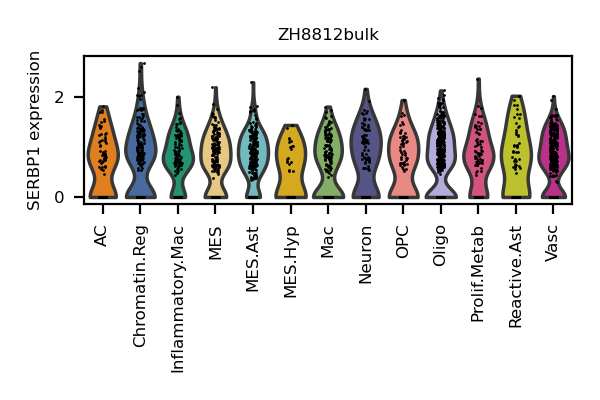 ZH8812bulk
SERBP1 expression
2
0
AC
Chromatin.Reg
Inflammatory.Mac
MES
MES.Ast
MES.Hyp
Mac
Neuron
OPC
Oligo
Prolif.Metab
Reactive.Ast
Vasc